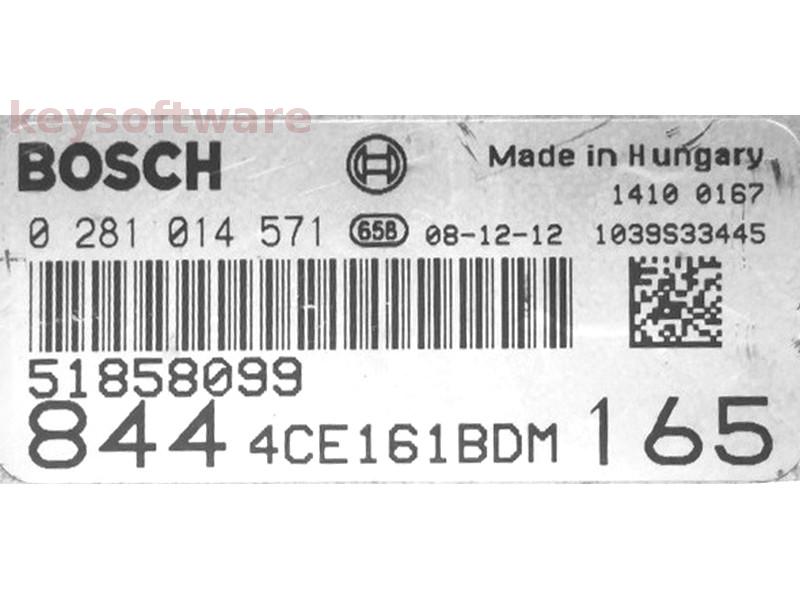 keysoftware
BOSCH
Made in Hungary
1410 0167
0 281 014 571 658 08-12-12 1039S33445
51858099
844 4CE161BDM 165